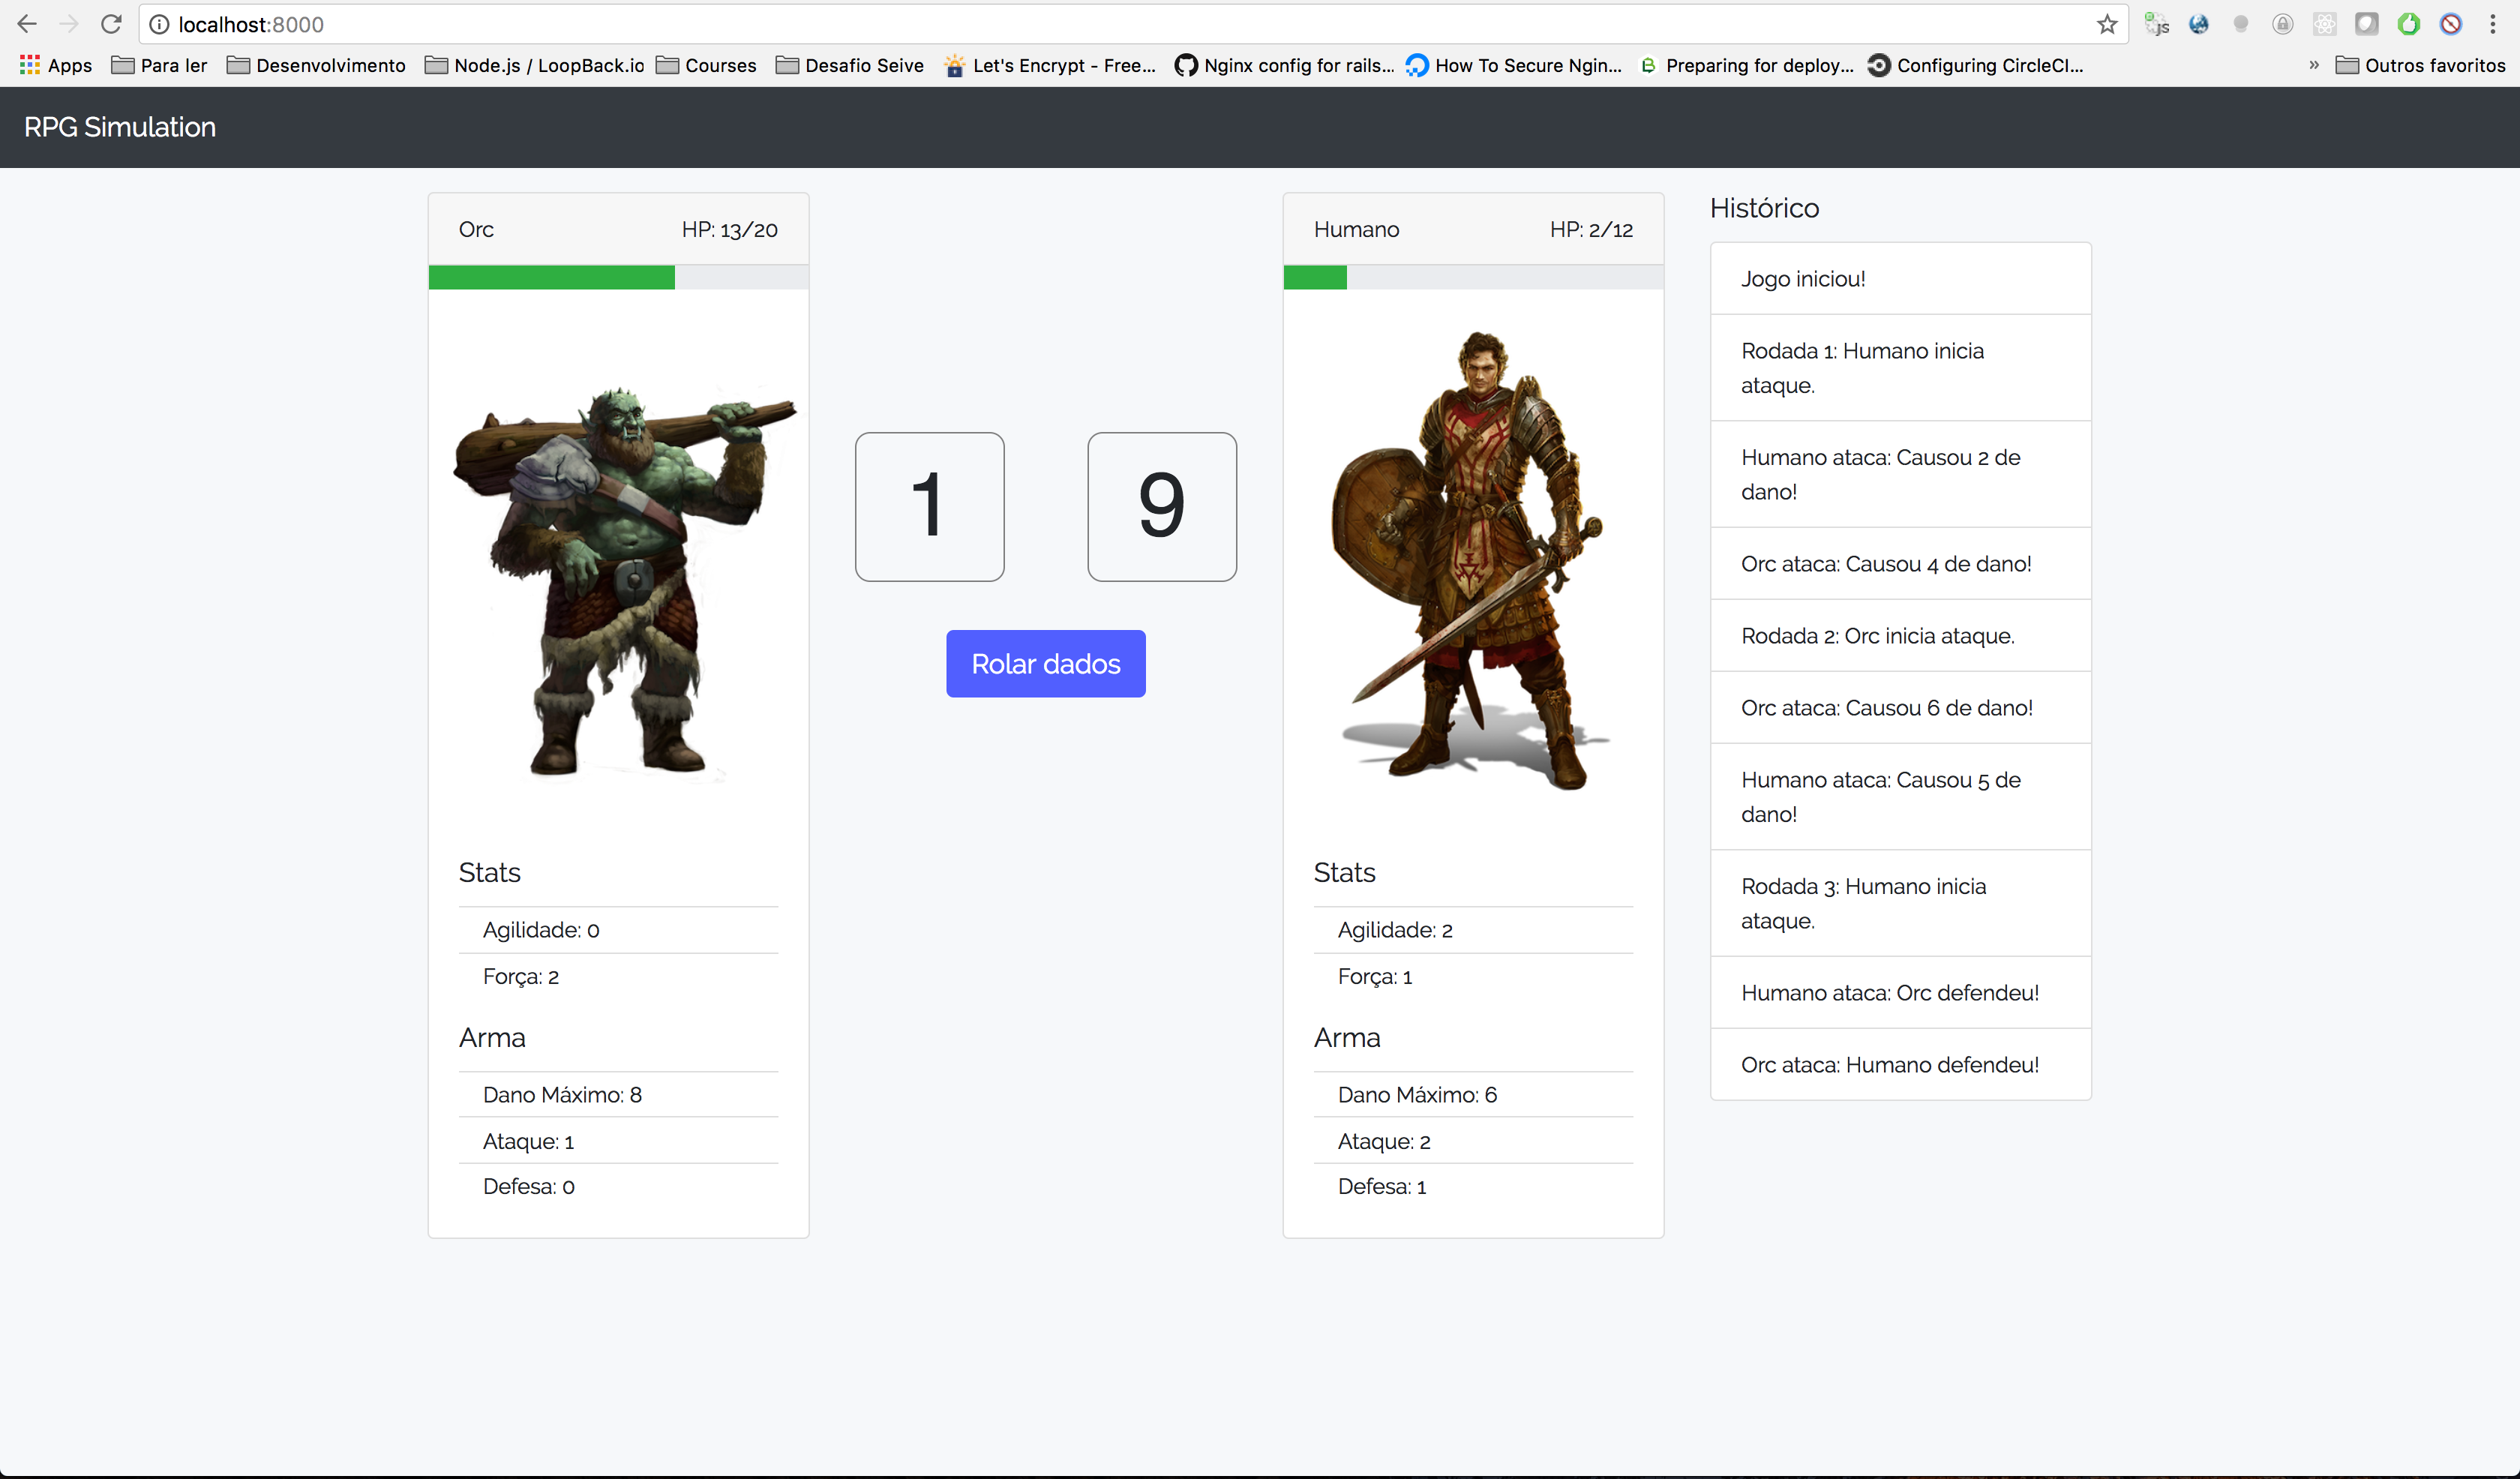 localhost:8000
Apps
Para ler
Desenvolvimento
Node.js / LoopBack.io
Courses
Desafio Seive
Let's Encrypt - Free...
Nginx config for rails...
How To Secure Ngin...
Preparing for deploy...
Configuring CircleCI...
»
Outros favoritos
RPG Simulation
Orc
HP: 13/20
Stats
Agilidade: 0
Força: 2
Arma
Dano Máximo: 8
Ataque: 1
Defesa: 0
1
9
Rolar dados
Humano
HP: 2/12
Stats
Agilidade: 2
Força: 1
Arma
Dano Máximo: 6
Ataque: 2
Defesa: 1
Histórico
Jogo iniciou!
Rodada 1: Humano inicia
ataque.
Humano ataca: Causou 2 de
dano!
Orc ataca: Causou 4 de dano!
Rodada 2: Orc inicia ataque.
Orc ataca: Causou 6 de dano!
Humano ataca: Causou 5 de
dano!
Rodada 3: Humano inicia
ataque.
Humano ataca: Orc defendeu!
Orc ataca: Humano defendeu!